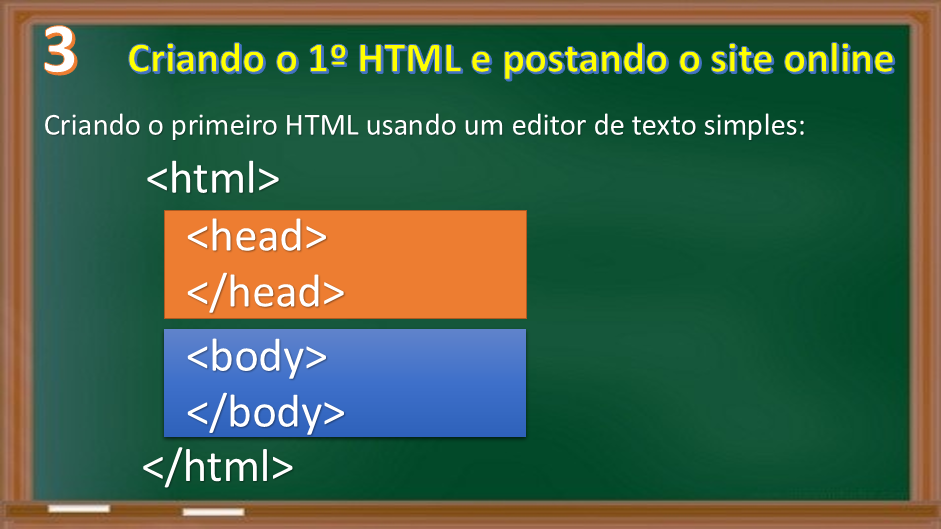 3 Criando o 1º HTML e postando o site online
Criando o primeiro HTML usando um editor de texto simples:
<html>
<head>
</head>
<body>
</body>
</html>